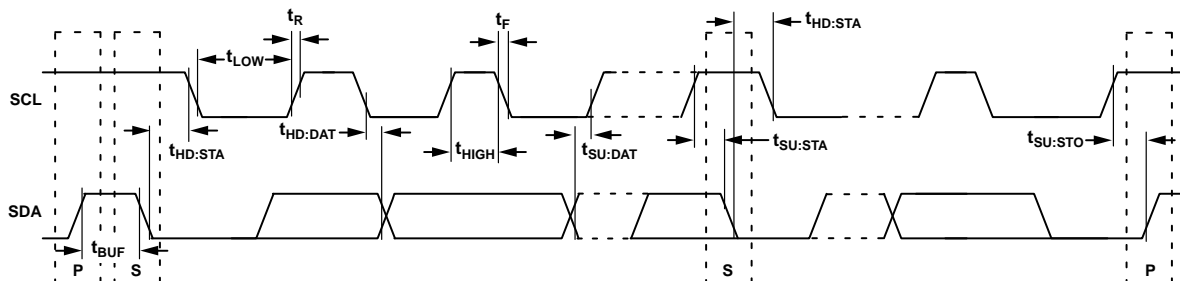 tR
tF
tHD:STA
tLOW
SCL
tHD:STA
tHD:DAT
tHIGH
tSU:DAT
tSU:STA
tSU:STO
SDA
tBUF
P
S
S
P